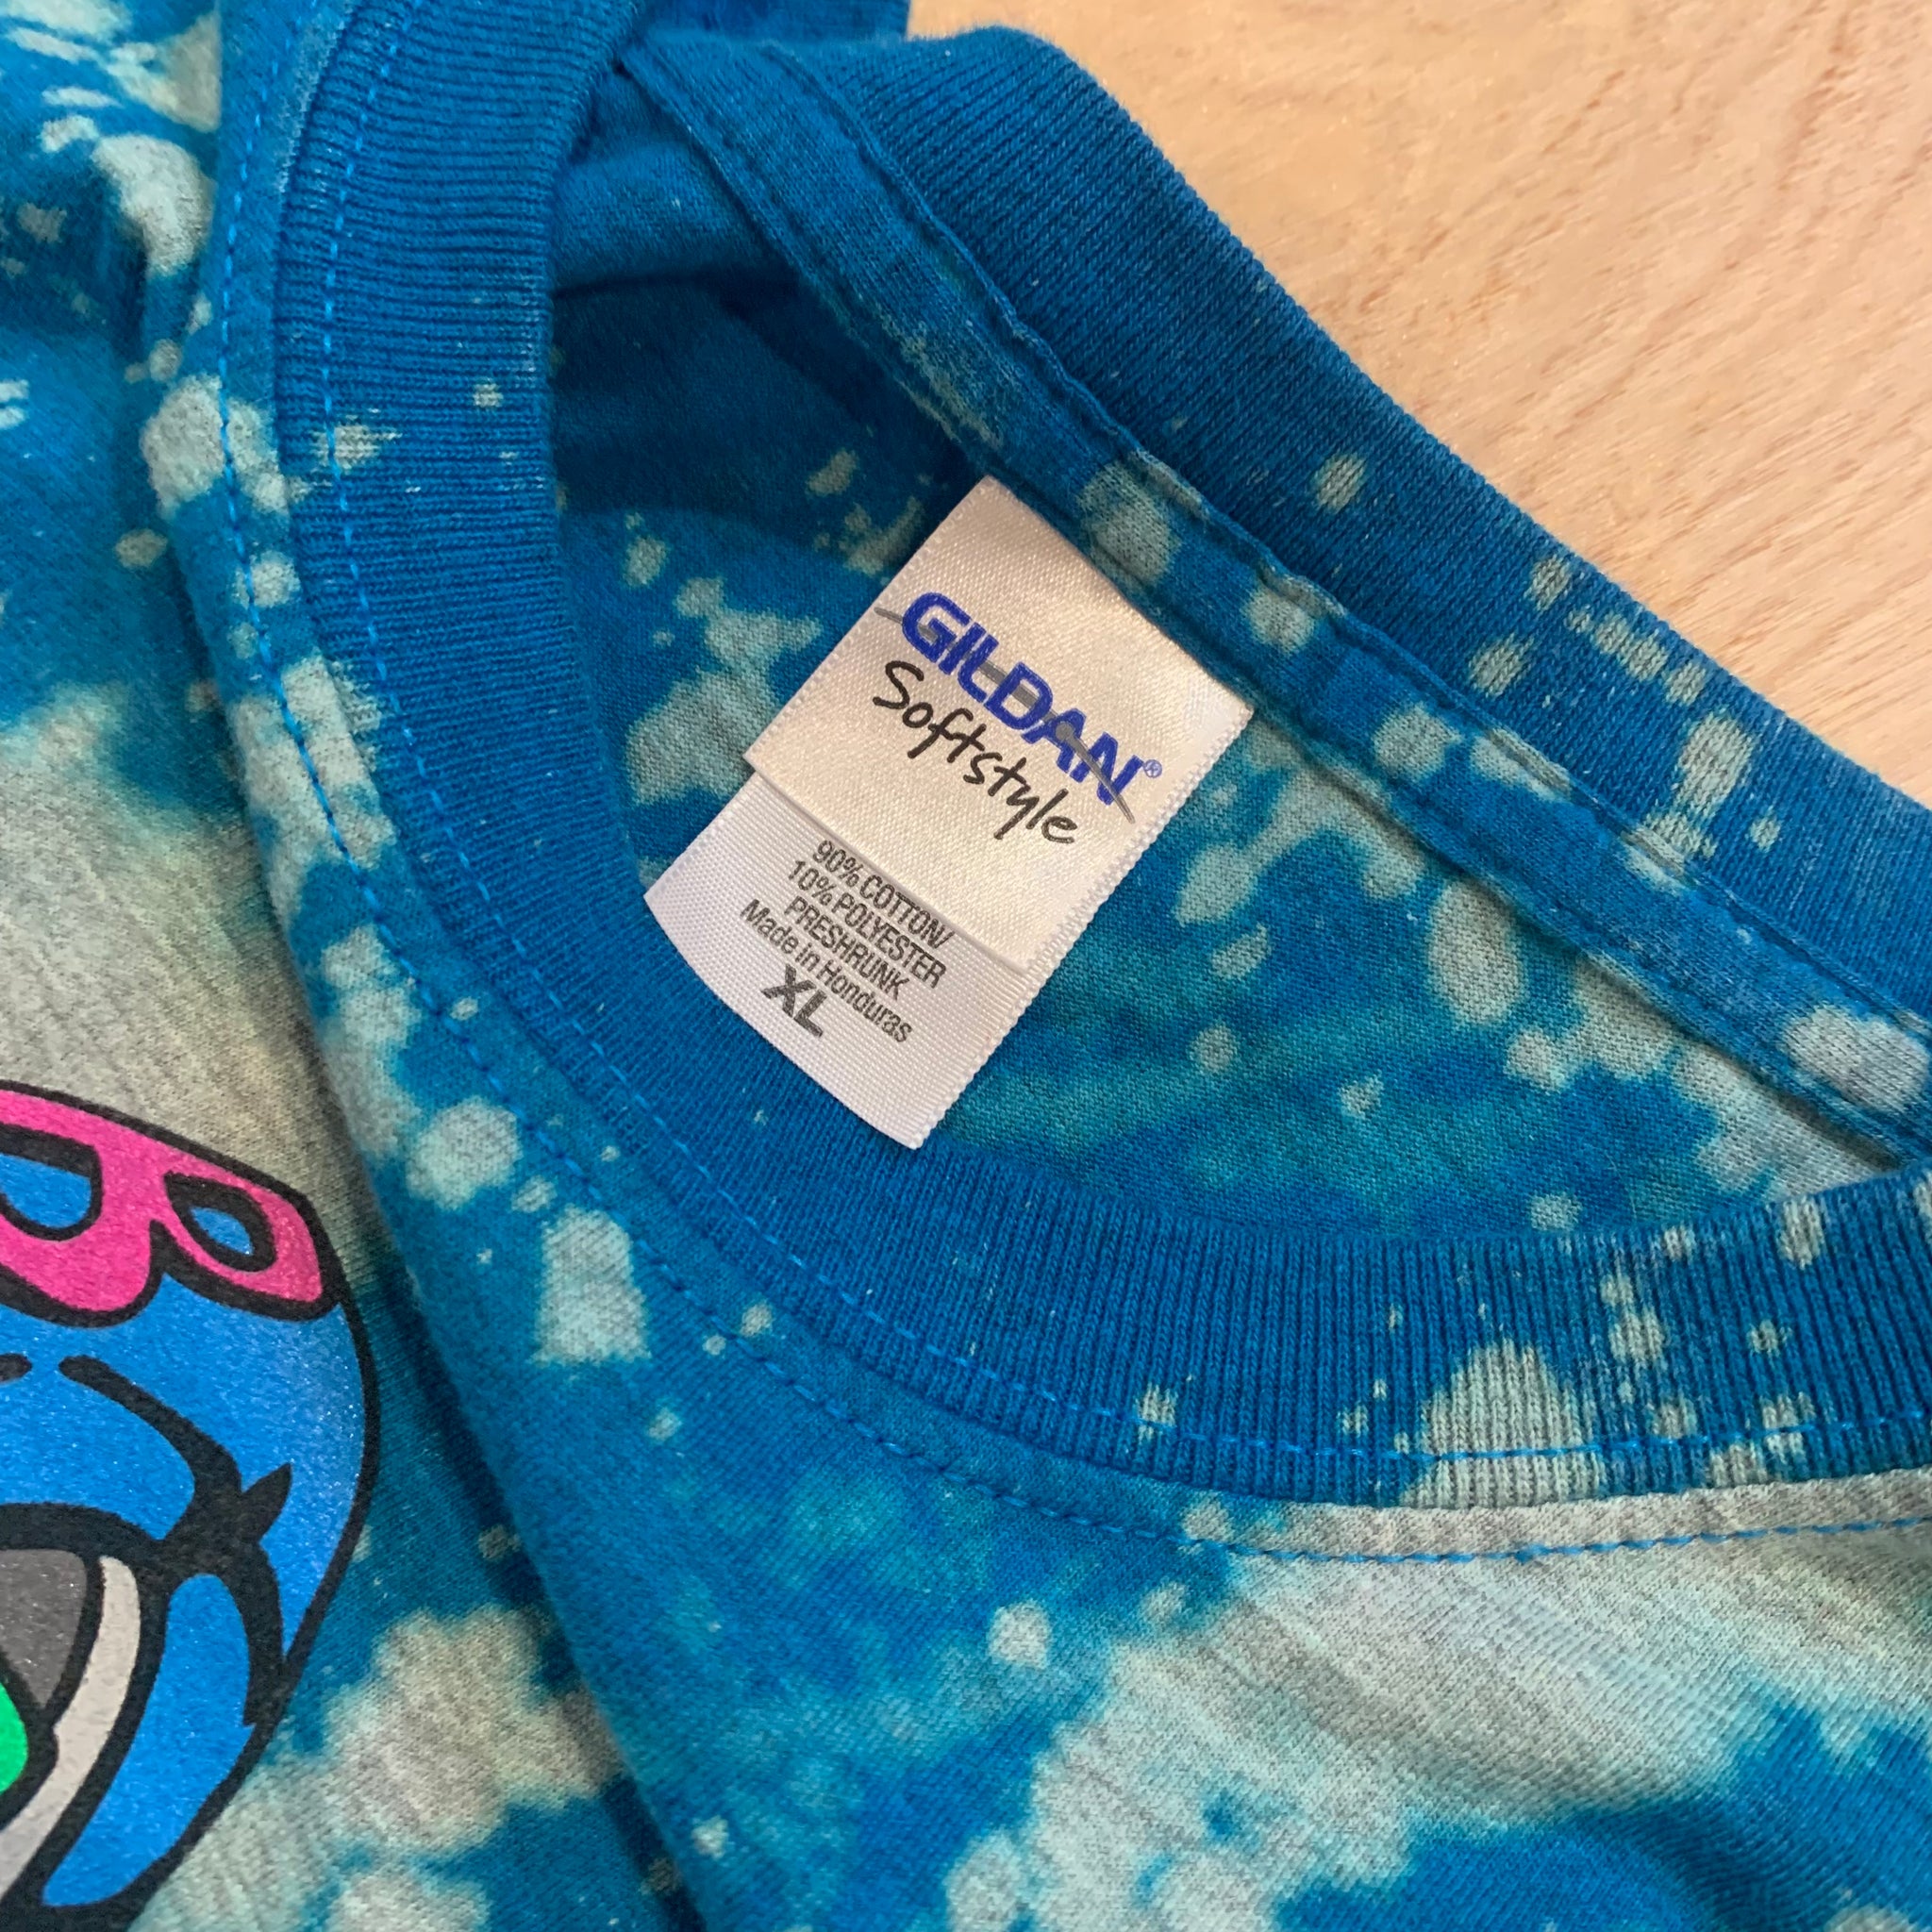 GILDAN®
Softstyle
90% COTTON/
10% POLYESTER
PRESHRUNK
Made in Honduras
XL